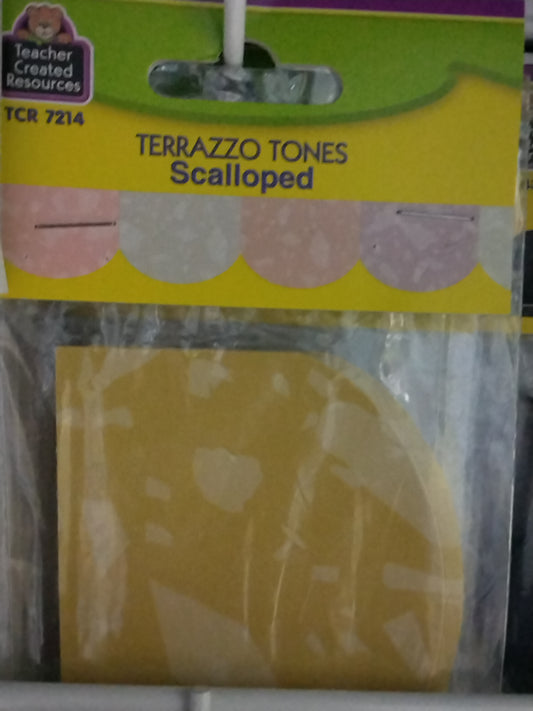 Teacher
Created
Resources
TCR 7214
TERRAZZO TONES
Scalloped